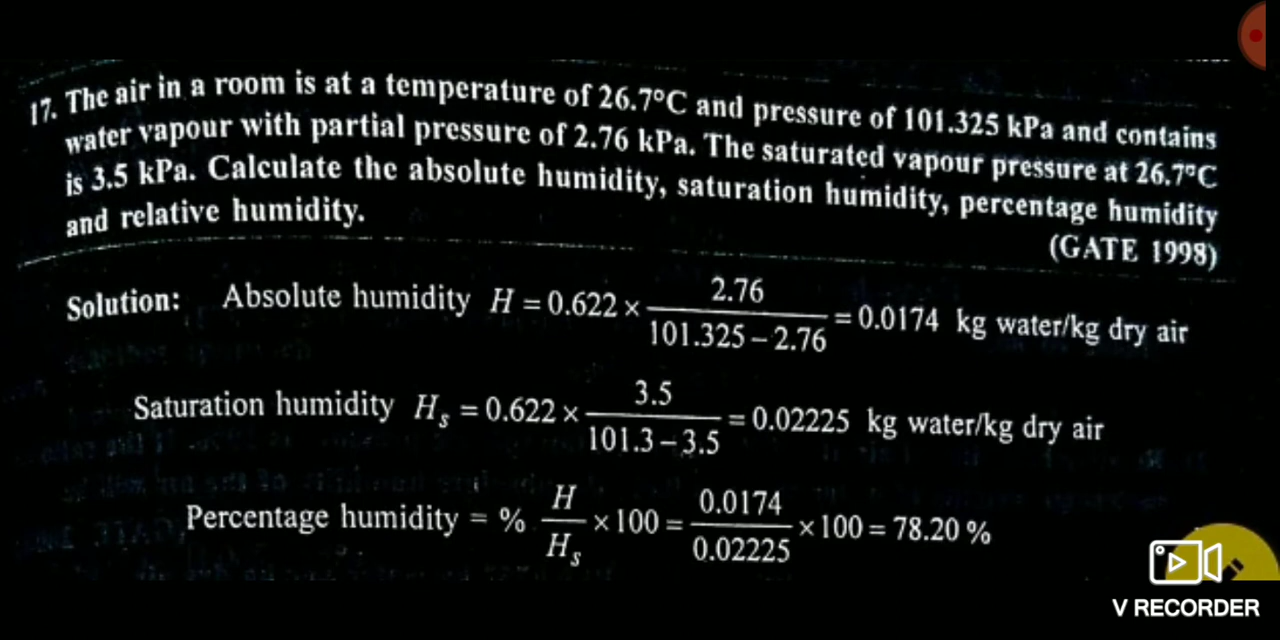 17. The air in a room is at a temperature of 26.7°C and pressure of 101.325 kPa and contains
water vapour with partial pressure of 2.76 kPa. The saturated vapour pressure at 26.7°C
is 3.5 kPa. Calculate the absolute humidity, saturation humidity, percentage humidity
and relative humidity.
(GATE 1998)
Solution: Absolute humidity H = 0.622 × 2.76 / (101.325 – 2.76) = 0.0174 kg water/kg dry air
Saturation humidity Hₛ = 0.622 × 3.5 / (101.3 – 3.5) = 0.02225 kg water/kg dry air
Percentage humidity = % H / Hₛ × 100 = 0.0174 / 0.02225 × 100 = 78.20 %
V RECORDER